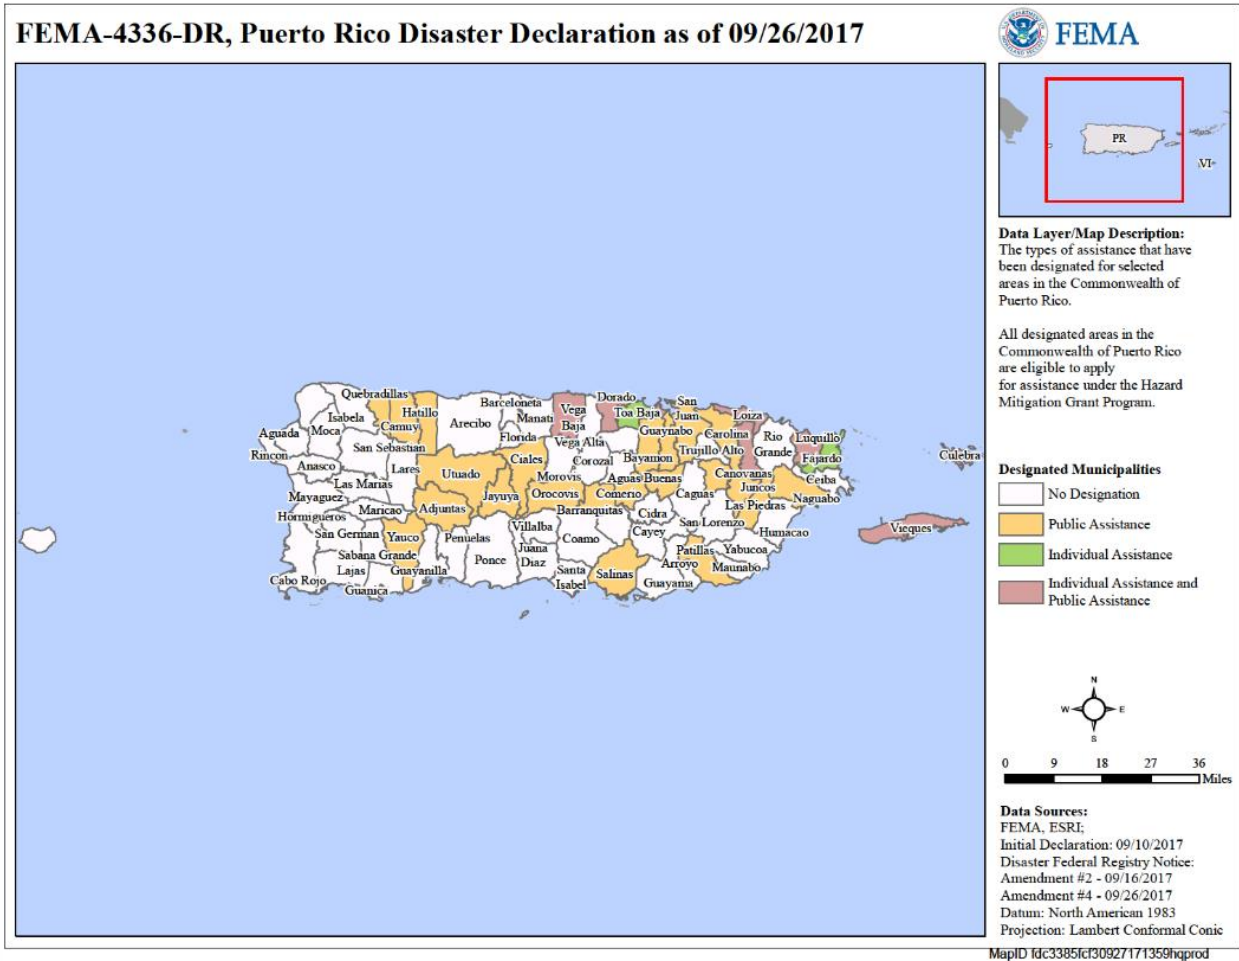 FEMA-4336-DR, Puerto Rico Disaster Declaration as of 09/26/2017
FEMA
PR
VI
Data Layer/Map Description:
The types of assistance that have
been designated for selected
areas in the Commonwealth of
Puerto Rico.
All designated areas in the
Commonwealth of Puerto Rico
are eligible to apply
for assistance under the Hazard
Mitigation Grant Program.
Designated Municipalities
No Designation
Public Assistance
Individual Assistance
Individual Assistance and
Public Assistance
N
W
E
S
0 9 18 27 36
Miles
Data Sources:
FEMA, ESRI;
Initial Declaration: 09/10/2017
Disaster Federal Registry Notice:
Amendment #2 - 09/16/2017
Amendment #4 - 09/26/2017
Datum: North American 1983
Projection: Lambert Conformal Conic
MapID fdc3385fcf30927171359hqprod
Quebradillas
Isabela
Hatillo
Camuy
Arecibo
Barceloneta
Manati
Florida
Vega
Baja
Dorado
Toa Baja
San
Juan
Guaynabo
Carolina
Loiza
Rio
Grande
Luquillo
Fajardo
Culebra
Aguada
Moca
Rincon
San Sebastian
Anasco
Lares
Las Marias
Mayaguez
Maricao
Hormigueros
Utuado
Ciales
Vega Alta
Corozal
Morovis
Bayamon
Trujillo Alto
Aguas Buenas
Canovanas
Ceiba
Adjuntas
Jayuya
Orocovis
Comerio
Caguas
Juncos
Naguabo
Las Piedras
Barranquitas
Cidra
San Lorenzo
Humacao
Vieques
San German
Yauco
Penuelas
Villalba
Coamo
Cayey
Sabana Grande
Lajas
Guayanilla
Ponce
Juana
Diaz
Patillas
Yabucoa
Arroyo
Maunabo
Cabo Rojo
Guanica
Santa
Isabel
Salinas
Guayama